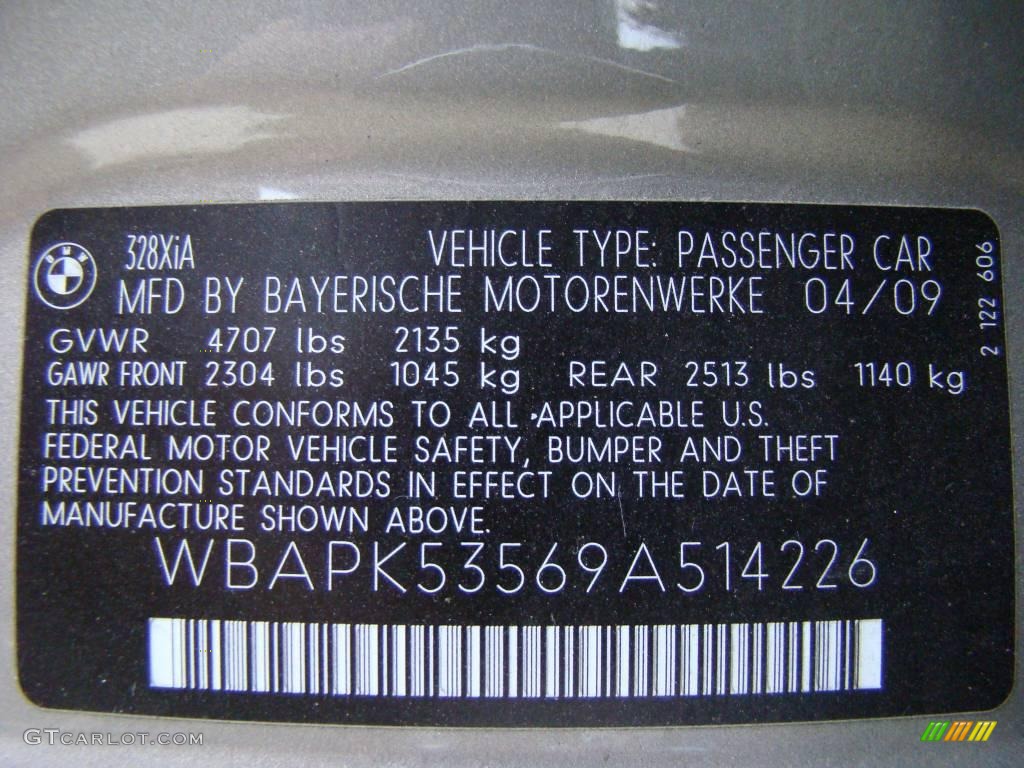 BMW
328XiA VEHICLE TYPE: PASSENGER CAR
MFD BY BAYERISCHE MOTORENWERKE 04/09
GVWR 4707 lbs 2135 kg
GAWR FRONT 2304 lbs 1045 kg REAR 2513 lbs 1140 kg
THIS VEHICLE CONFORMS TO ALL APPLICABLE U.S.
FEDERAL MOTOR VEHICLE SAFETY, BUMPER AND THEFT
PREVENTION STANDARDS IN EFFECT ON THE DATE OF
MANUFACTURE SHOWN ABOVE.
WBAPK53569A514226
2 122 606
GTCARLOT.COM